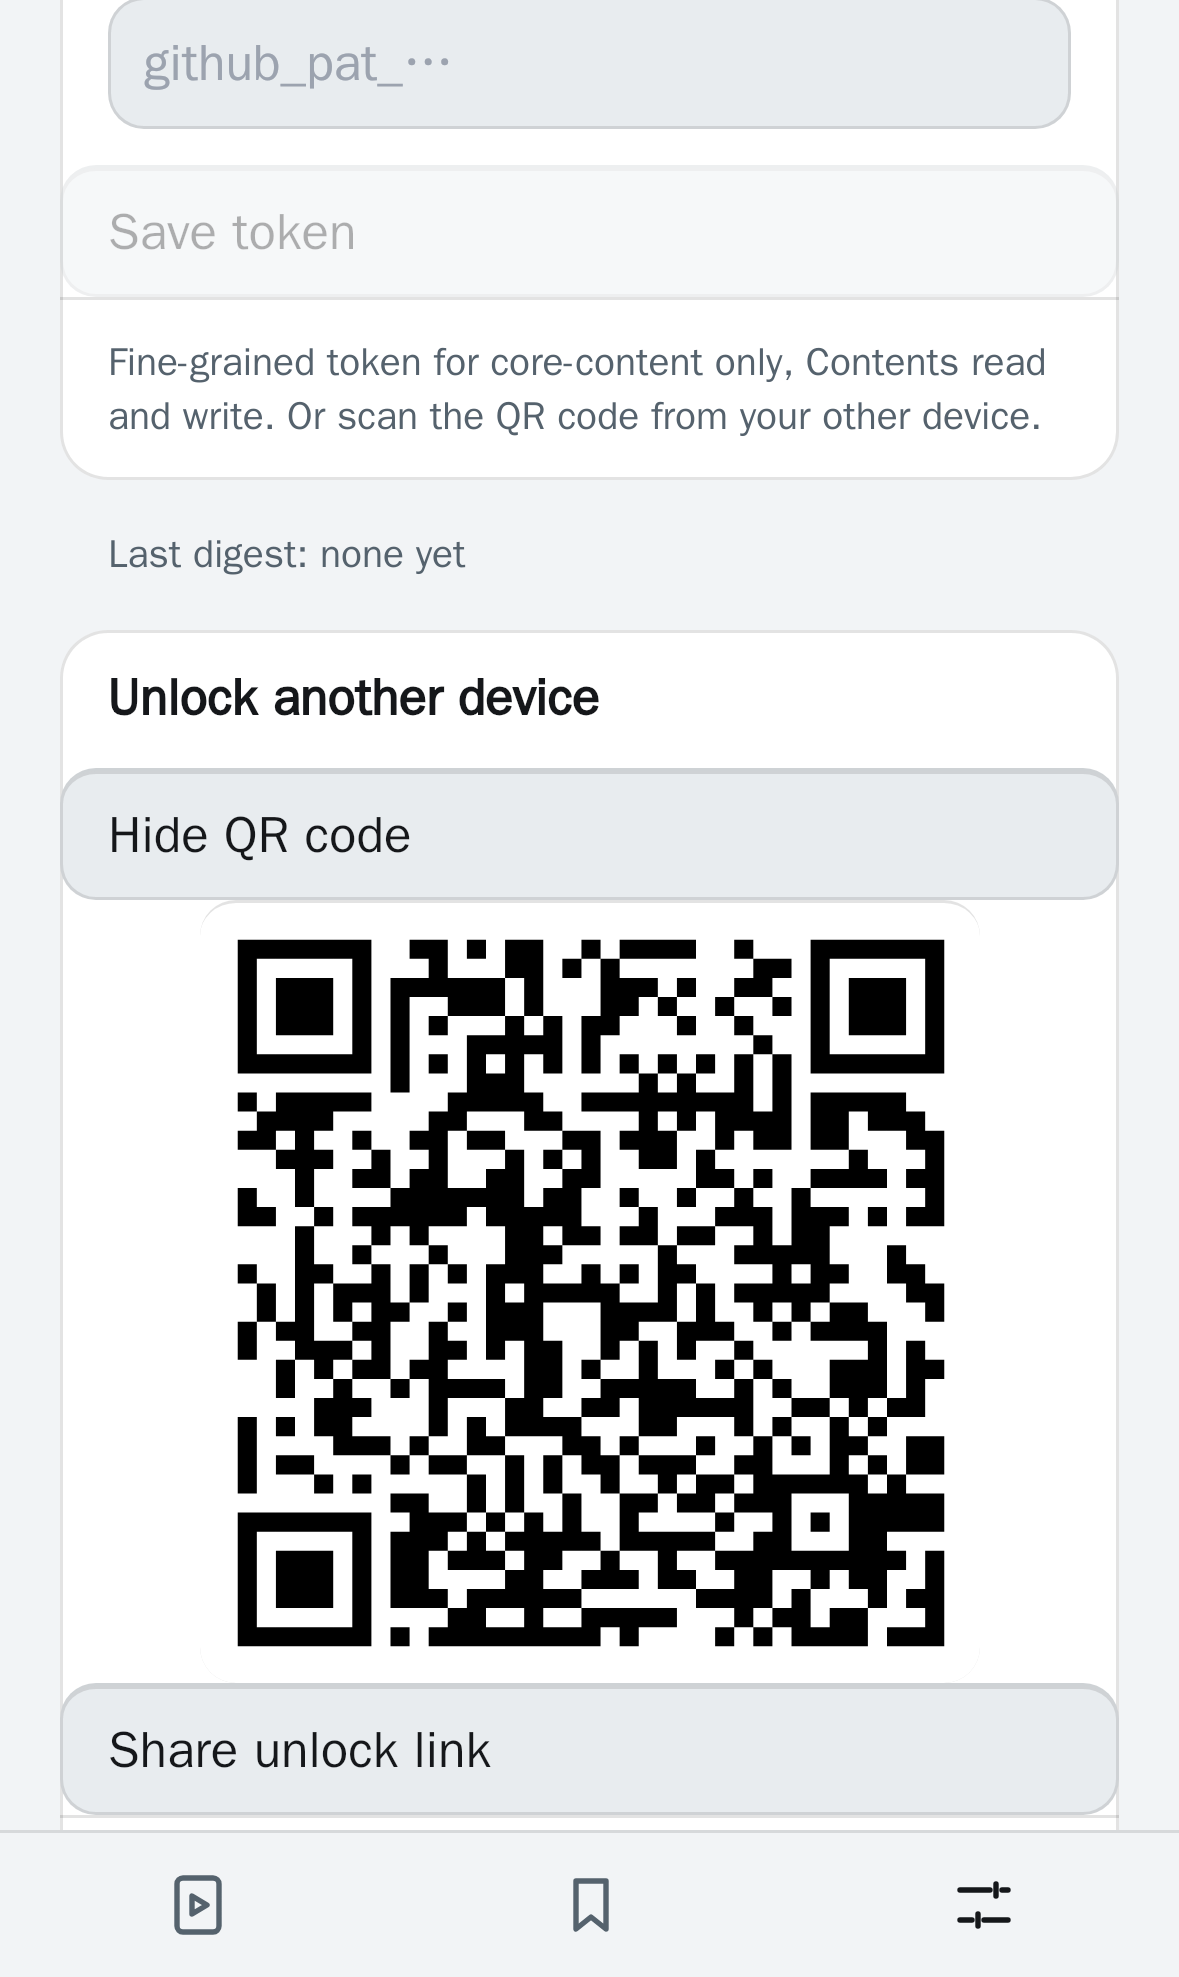 github_pat_···
Save token
Fine-grained token for core-content only, Contents read
and write. Or scan the QR code from your other device.
Last digest: none yet
Unlock another device
Hide QR code
Share unlock link